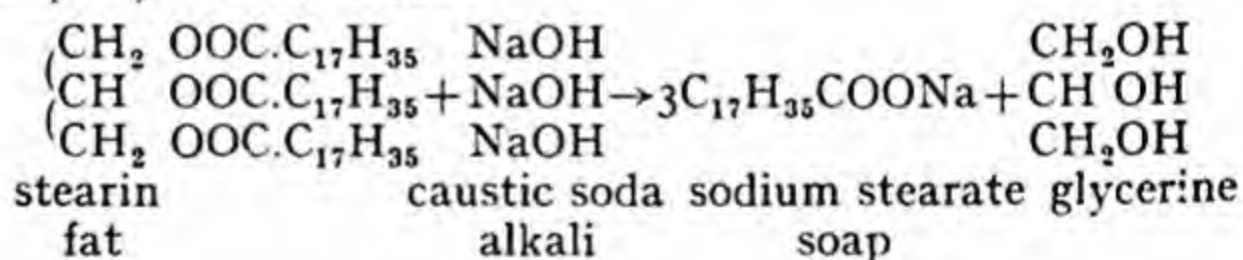 CH₂ OOC.C₁₇H₃₅ NaOH CH₂OH
CH OOC.C₁₇H₃₅+NaOH→3C₁₇H₃₅COONa+CH OH
CH₂ OOC.C₁₇H₃₅ NaOH CH₂OH
stearin caustic soda sodium stearate glycerine
fat alkali soap